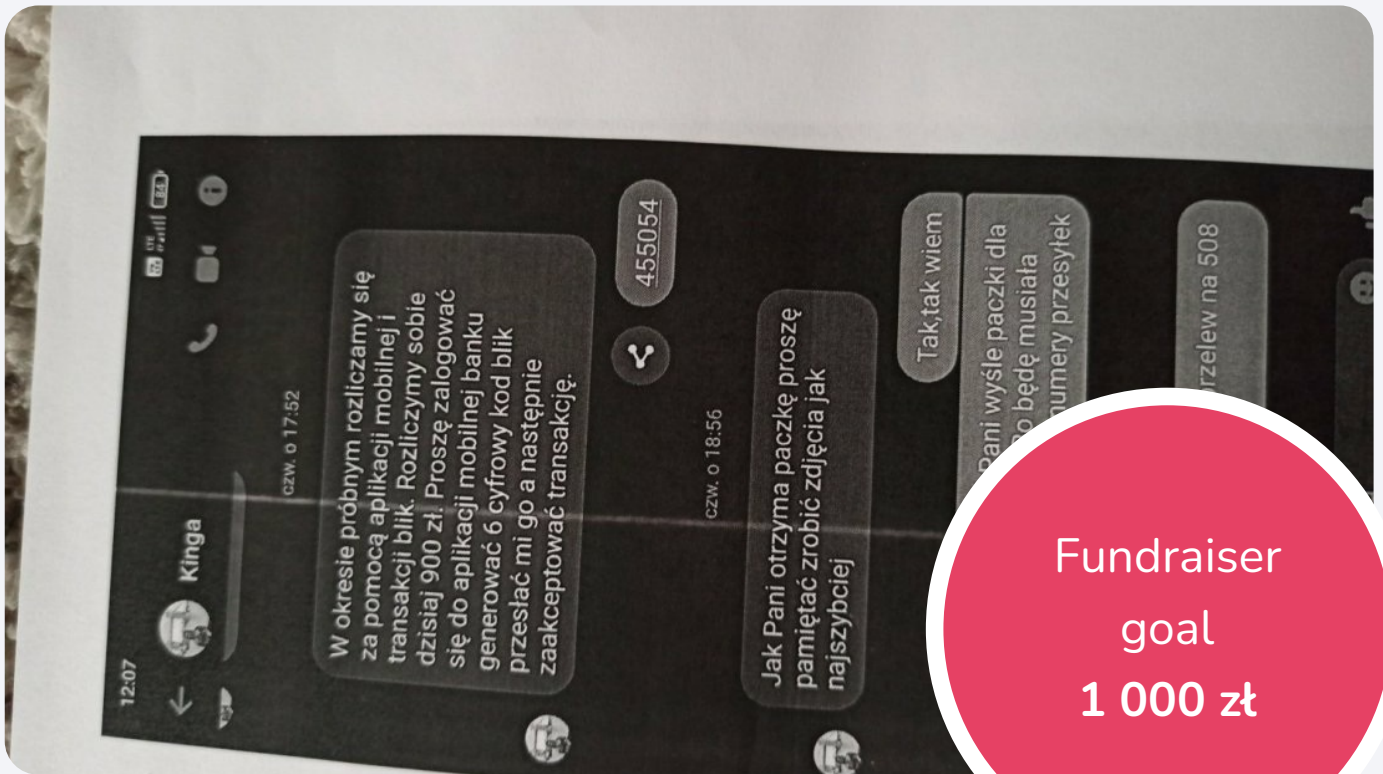 12:07
LTE
84
Kinga
czw. o 17:52
W okresie próbnym rozliczamy się
za pomocą aplikacji mobilnej i
transakcji blik. Rozliczymy sobie
dzisiaj 900 zł. Proszę zalogować
się do aplikacji mobilnej banku
generować 6 cyfrowy kod blik
przesłać mi go a następnie
zaakceptować transakcję.
455054
czw. o 18:56
Jak Pani otrzyma paczkę proszę
pamiętać zrobić zdjęcia jak
najszybciej
Tak,tak wiem
Pani wyśle paczki dla
będę musiała
numery przesyłek
na 508
Fundraiser
goal
1 000 zł